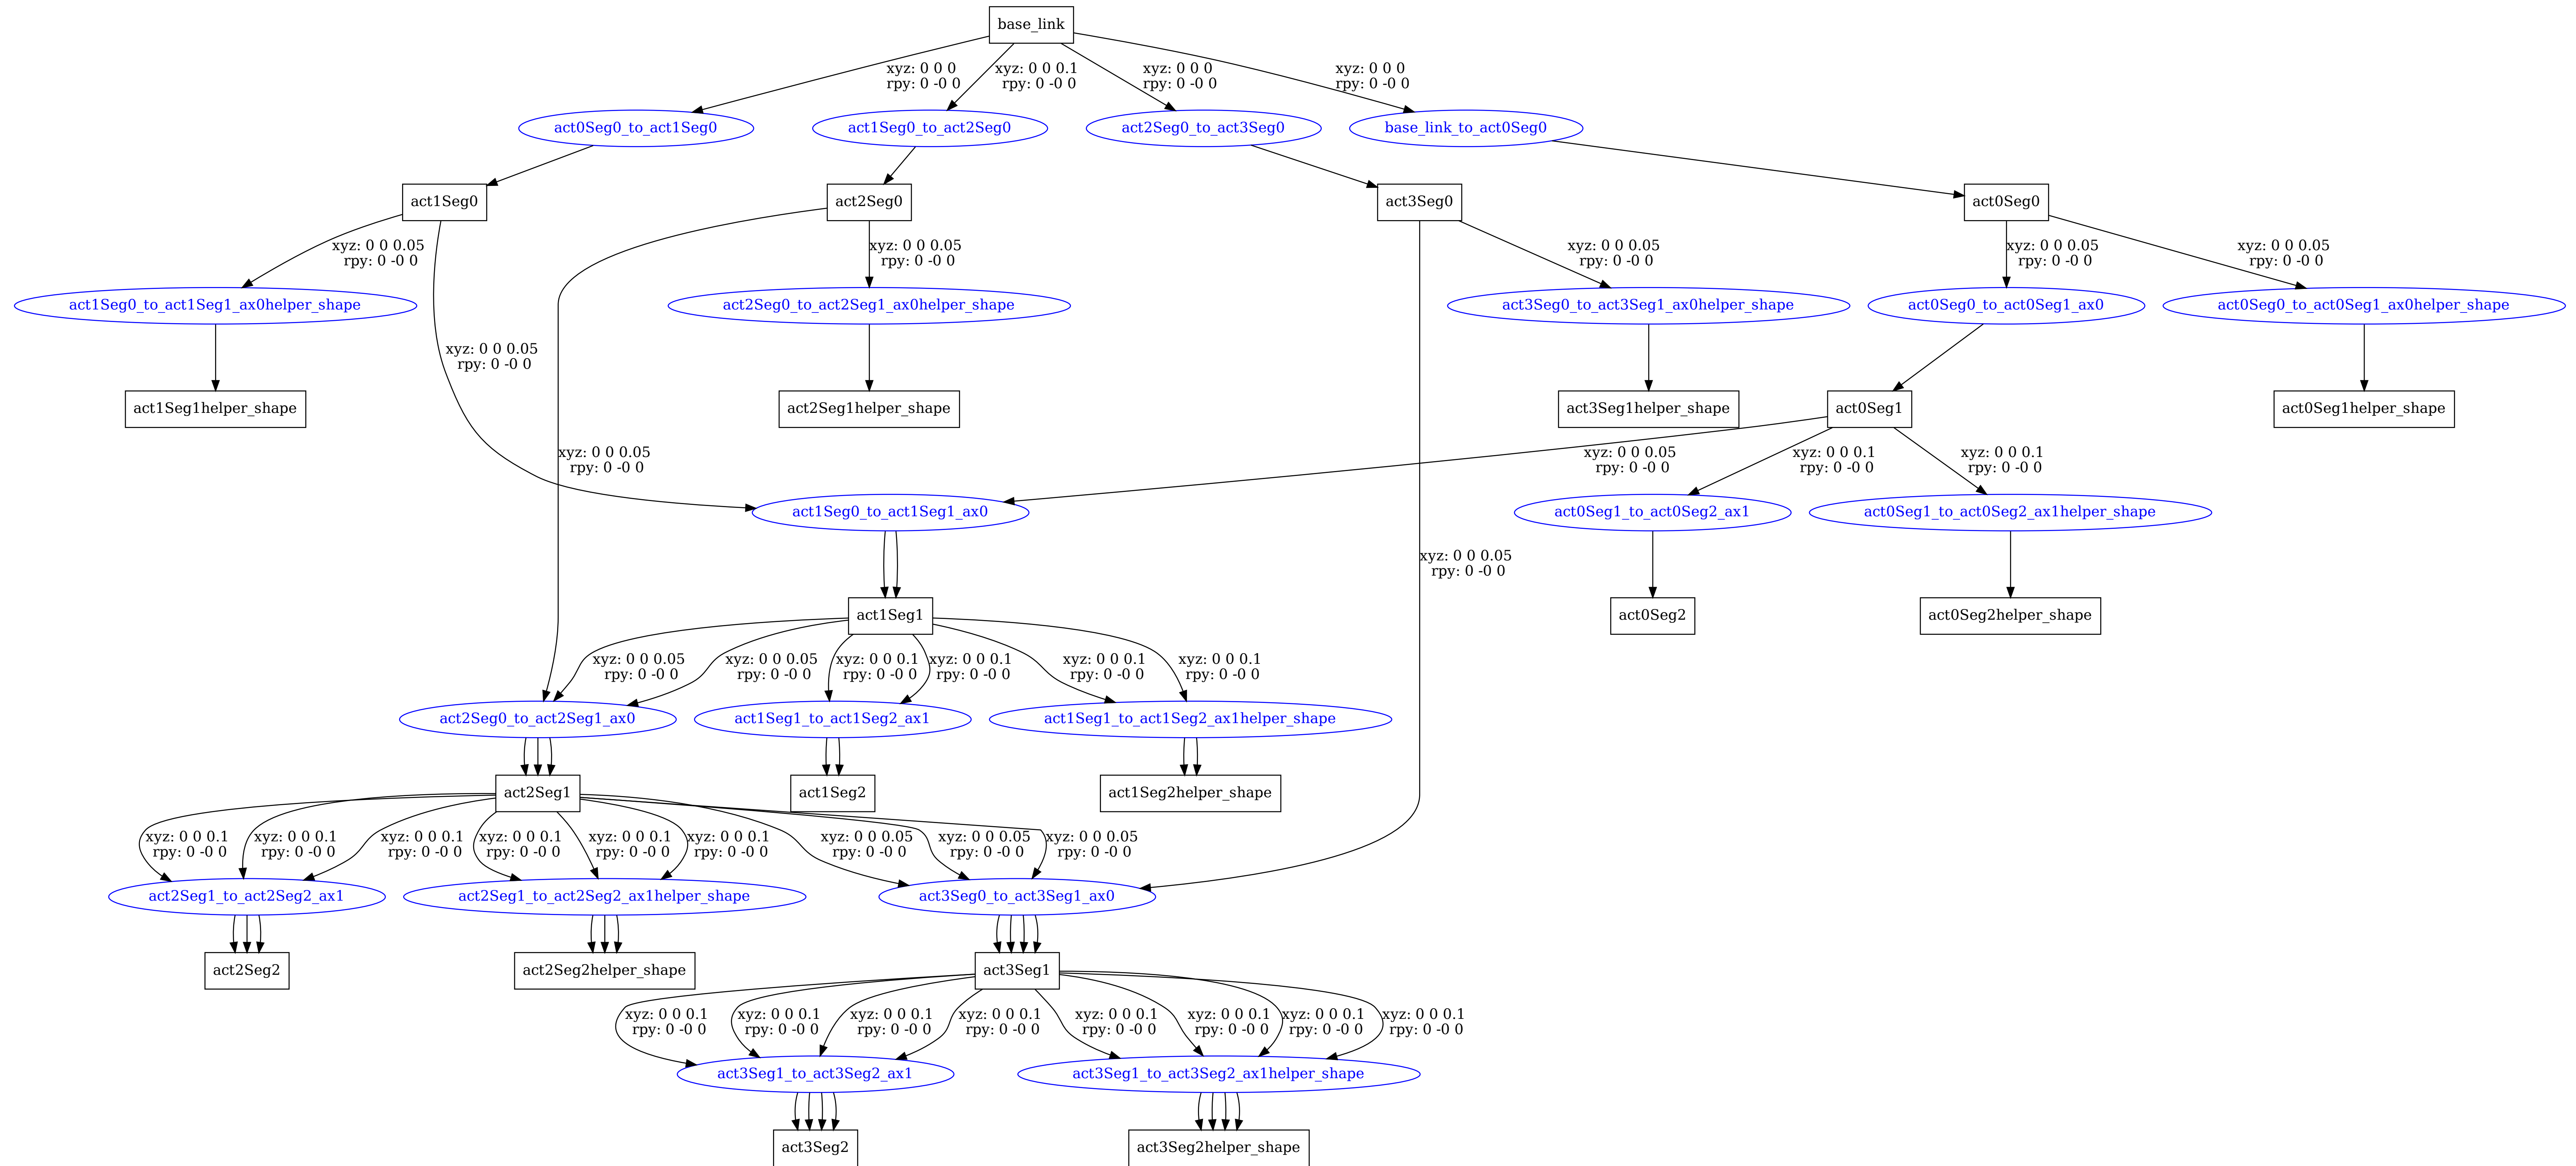 base_link
xyz: 0 0 0
rpy: 0 -0 0
xyz: 0 0 0.1
rpy: 0 -0 0
xyz: 0 0 0
rpy: 0 -0 0
xyz: 0 0 0
rpy: 0 -0 0
act0Seg0_to_act1Seg0
act1Seg0_to_act2Seg0
act2Seg0_to_act3Seg0
base_link_to_act0Seg0
act1Seg0
act2Seg0
act3Seg0
act0Seg0
xyz: 0 0 0.05
rpy: 0 -0 0
xyz: 0 0 0.05
rpy: 0 -0 0
xyz: 0 0 0.05
rpy: 0 -0 0
xyz: 0 0 0.05
rpy: 0 -0 0
xyz: 0 0 0.05
rpy: 0 -0 0
act1Seg0_to_act1Seg1_ax0helper_shape
act2Seg0_to_act2Seg1_ax0helper_shape
act3Seg0_to_act3Seg1_ax0helper_shape
act0Seg0_to_act0Seg1_ax0
act0Seg0_to_act0Seg1_ax0helper_shape
xyz: 0 0 0.05
rpy: 0 -0 0
act1Seg1helper_shape
act2Seg1helper_shape
act3Seg1helper_shape
act0Seg1
act0Seg1helper_shape
xyz: 0 0 0.05
rpy: 0 -0 0
xyz: 0 0 0.05
rpy: 0 -0 0
xyz: 0 0 0.1
rpy: 0 -0 0
xyz: 0 0 0.1
rpy: 0 -0 0
act1Seg0_to_act1Seg1_ax0
act0Seg1_to_act0Seg2_ax1
act0Seg1_to_act0Seg2_ax1helper_shape
xyz: 0 0 0.05
rpy: 0 -0 0
act1Seg1
act0Seg2
act0Seg2helper_shape
xyz: 0 0 0.05
rpy: 0 -0 0
xyz: 0 0 0.05
rpy: 0 -0 0
xyz: 0 0 0.1
rpy: 0 -0 0
xyz: 0 0 0.1
rpy: 0 -0 0
xyz: 0 0 0.1
rpy: 0 -0 0
xyz: 0 0 0.1
rpy: 0 -0 0
act2Seg0_to_act2Seg1_ax0
act1Seg1_to_act1Seg2_ax1
act1Seg1_to_act1Seg2_ax1helper_shape
act2Seg1
act1Seg2
act1Seg2helper_shape
xyz: 0 0 0.1
rpy: 0 -0 0
xyz: 0 0 0.1
rpy: 0 -0 0
xyz: 0 0 0.1
rpy: 0 -0 0
xyz: 0 0 0.1
rpy: 0 -0 0
xyz: 0 0 0.1
rpy: 0 -0 0
xyz: 0 0 0.1
rpy: 0 -0 0
xyz: 0 0 0.05
rpy: 0 -0 0
xyz: 0 0 0.05
rpy: 0 -0 0
xyz: 0 0 0.05
rpy: 0 -0 0
act2Seg1_to_act2Seg2_ax1
act2Seg1_to_act2Seg2_ax1helper_shape
act3Seg0_to_act3Seg1_ax0
act2Seg2
act2Seg2helper_shape
act3Seg1
xyz: 0 0 0.1
rpy: 0 -0 0
xyz: 0 0 0.1
rpy: 0 -0 0
xyz: 0 0 0.1
rpy: 0 -0 0
xyz: 0 0 0.1
rpy: 0 -0 0
xyz: 0 0 0.1
rpy: 0 -0 0
xyz: 0 0 0.1
rpy: 0 -0 0
xyz: 0 0 0.1
rpy: 0 -0 0
xyz: 0 0 0.1
rpy: 0 -0 0
act3Seg1_to_act3Seg2_ax1
act3Seg1_to_act3Seg2_ax1helper_shape
act3Seg2
act3Seg2helper_shape